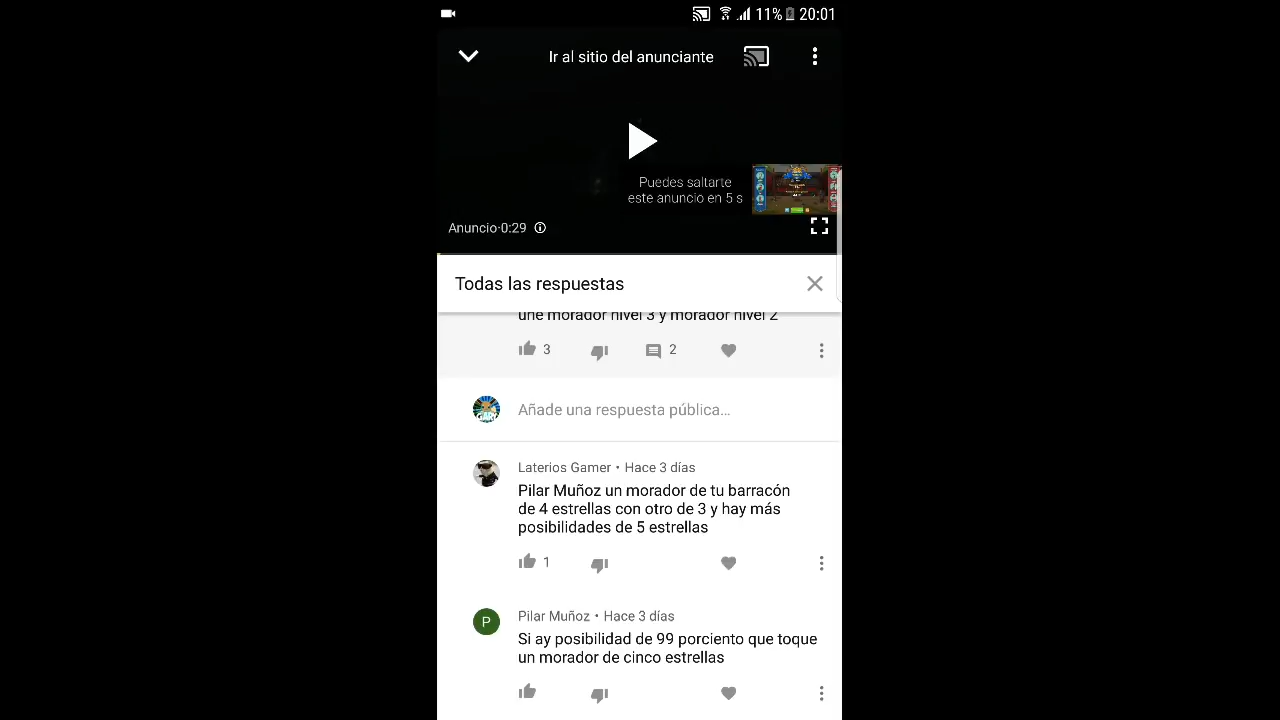 11% 20:01
Ir al sitio del anunciante
Puedes saltarte
este anuncio en 5 s
Anuncio·0:29
Todas las respuestas
une morador nivel 3 y morador nivel 2
3 2
Añade una respuesta pública...
Laterios Gamer • Hace 3 días
Pilar Muñoz un morador de tu barracón
de 4 estrellas con otro de 3 y hay más
posibilidades de 5 estrellas
1
P
Pilar Muñoz • Hace 3 días
Si ay posibilidad de 99 porciento que toque
un morador de cinco estrellas